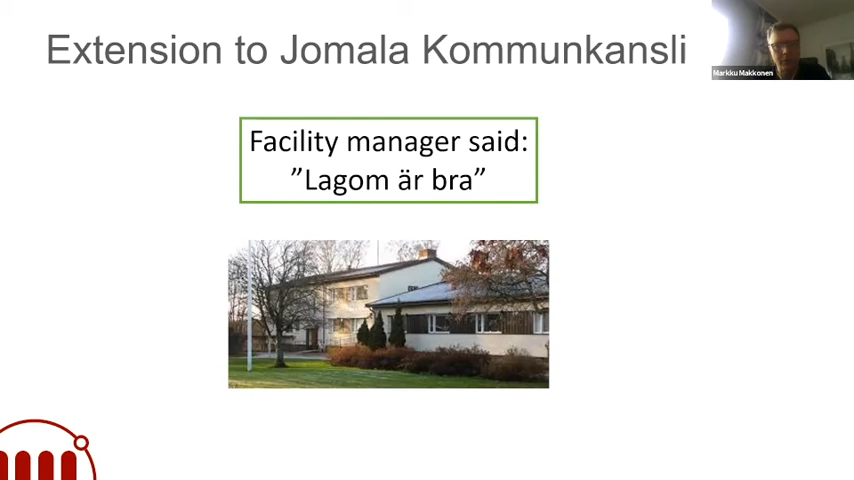 Extension to Jomala Kommunkansli
Markku Makkonen
Facility manager said:
”Lagom är bra”